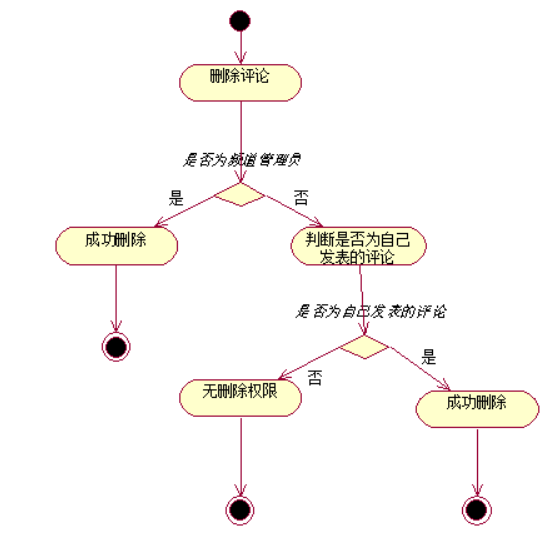 删除评论
是否为频道管理员
是
否
成功删除
判断是否为自己
发表的评论
是否为自己发表的评论
否
是
无删除权限
成功删除